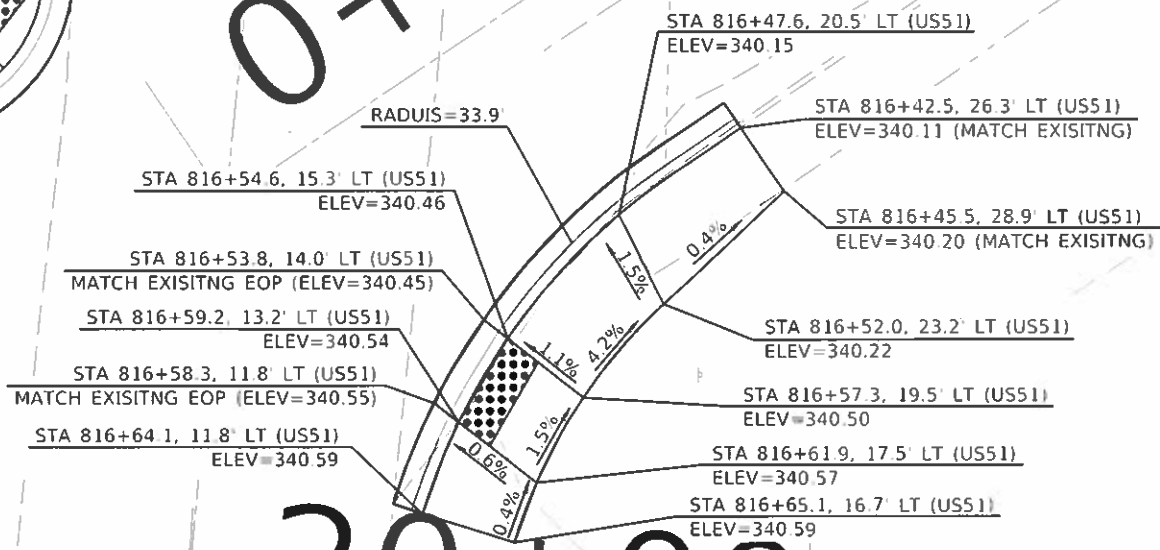 0+
STA 816+47.6, 20.5' LT (US51)
ELEV=340.15
RADUIS=33.9'
STA 816+42.5, 26.3' LT (US51)
ELEV=340.11 (MATCH EXISITNG)
STA 816+54.6, 15.3' LT (US51)
ELEV=340.46
STA 816+45.5, 28.9' LT (US51)
ELEV=340.20 (MATCH EXISITNG)
0.4%
1.5%
STA 816+53.8, 14.0' LT (US51)
MATCH EXISITNG EOP (ELEV=340.45)
STA 816+59.2, 13.2' LT (US51)
ELEV=340.54
STA 816+52.0, 23.2' LT (US51)
ELEV=340.22
4.2%
1.1%
STA 816+58.3, 11.8' LT (US51)
MATCH EXISITNG EOP (ELEV=340.55)
STA 816+57.3, 19.5' LT (US51)
ELEV=340.50
1.5%
STA 816+64.1, 11.8' LT (US51)
ELEV=340.59
0.6%
STA 816+61.9, 17.5' LT (US51)
ELEV=340.57
0.4%
STA 816+65.1, 16.7' LT (US51)
ELEV=340.59